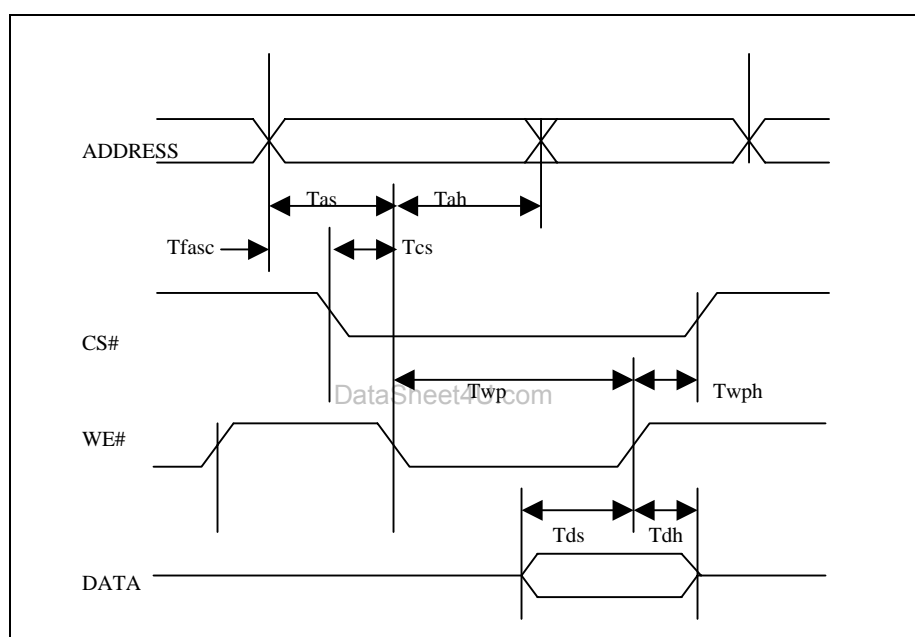 ADDRESS
Tas
Tah
Tfasc
Tcs
CS#
Twp
Twph
DataSheet4U.com
WE#
Tds
Tdh
DATA